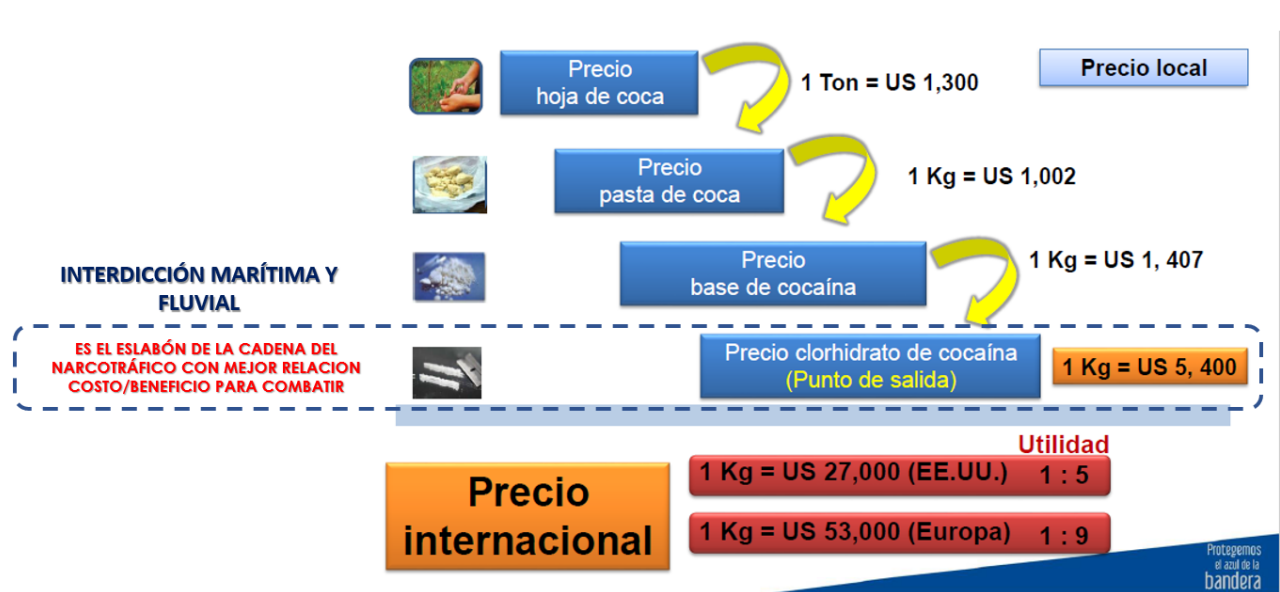 Precio
hoja de coca
1 Ton = US 1,300
Precio local
Precio
pasta de coca
1 Kg = US 1,002
Precio
base de cocaína
1 Kg = US 1, 407
INTERDICCIÓN MARÍTIMA Y
FLUVIAL
ES EL ESLABÓN DE LA CADENA DEL
NARCOTRÁFICO CON MEJOR RELACION
COSTO/BENEFICIO PARA COMBATIR
Precio clorhidrato de cocaína
(Punto de salida)
1 Kg = US 5, 400
Precio
internacional
Utilidad
1 Kg = US 27,000 (EE.UU.) 1 : 5
1 Kg = US 53,000 (Europa) 1 : 9
Protegemos
el azul de la
bandera